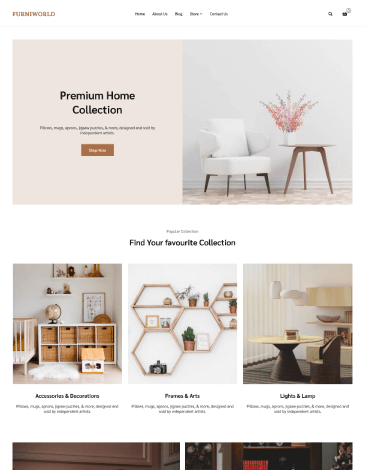 FURNIWORLD
Home About Us Blog Store Contact Us
Premium Home
Collection
Pillows, mugs, aprons, jigsaw puzzles, & more, designed and sold by
independent artists.
Shop Now
Popular Collection
Find Your favourite Collection
Accessories & Decorations
Frames & Arts
Lights & Lamp
Pillows, mugs, aprons, jigsaw puzzles, & more, designed and
sold by independent artists.
Pillows, mugs, aprons, jigsaw puzzles, & more, designed and
sold by independent artists.
Pillows, mugs, aprons, jigsaw puzzles, & more, designed and
sold by independent artists.